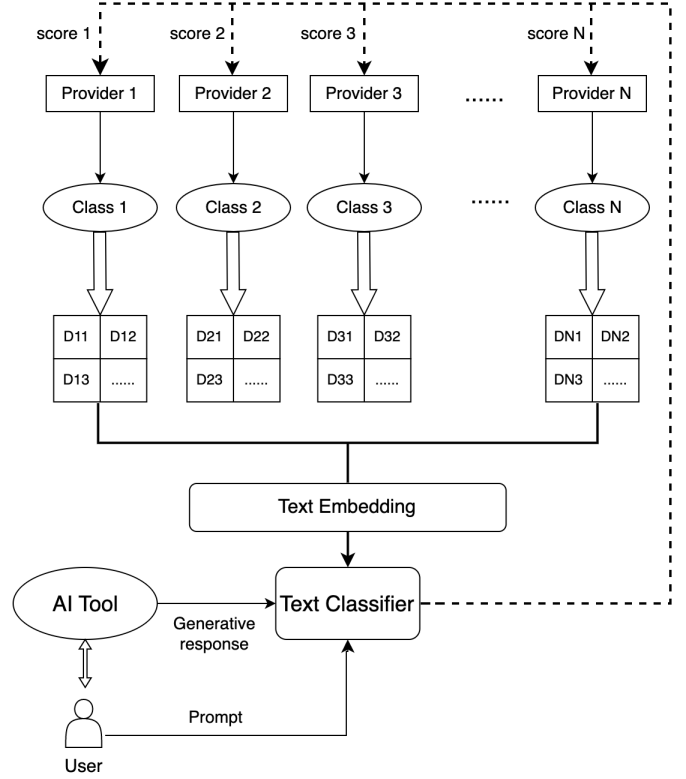 score 1
score 2
score 3
score N
Provider 1
Provider 2
Provider 3
......
Provider N
Class 1
Class 2
Class 3
......
Class N
D11 D12
D21 D22
D31 D32
DN1 DN2
D13 ......
D23 ......
D33 ......
DN3 ......
Text Embedding
AI Tool
Text Classifier
Generative
response
Prompt
User